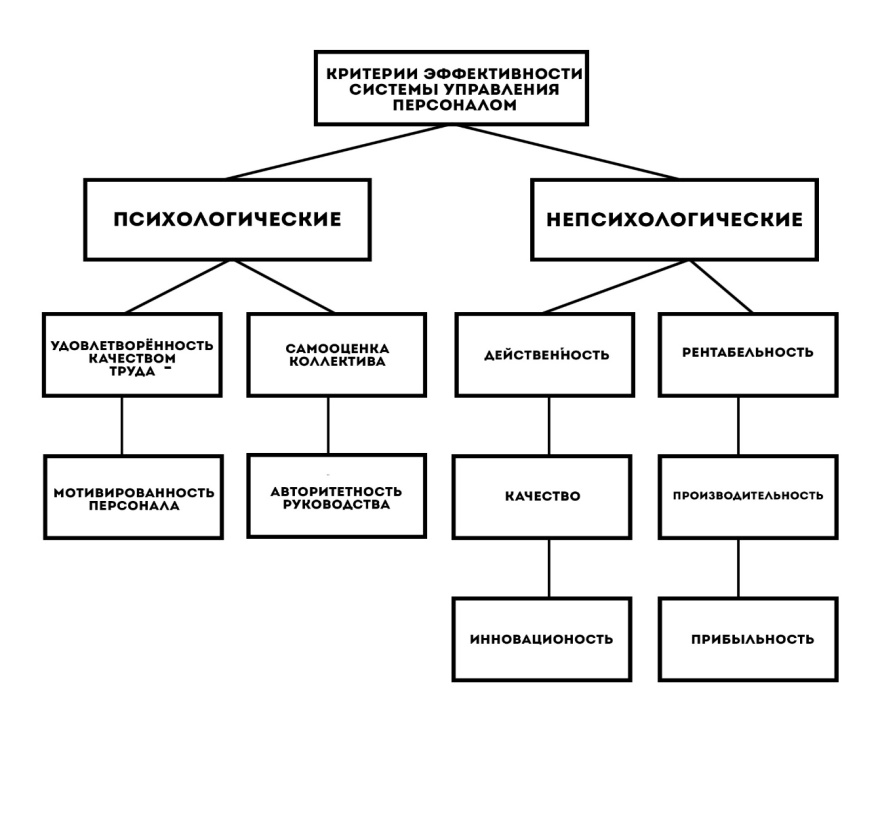 КРИТЕРИИ ЭФФЕКТИВНОСТИ
СИСТЕМЫ УПРАВЛЕНИЯ
ПЕРСОНАЛОМ
ПСИХОЛОГИЧЕСКИЕ
НЕПСИХОЛОГИЧЕСКИЕ
УДОВЛЕТВОРЁННОСТЬ
КАЧЕСТВОМ
ТРУДА -
САМООЦЕНКА
КОЛЛЕКТИВА
ДЕЙСТВЕННОСТЬ
РЕНТАБЕЛЬНОСТЬ
МОТИВИРОВАННОСТЬ
ПЕРСОНАЛА
АВТОРИТЕТНОСТЬ
РУКОВОДСТВА
КАЧЕСТВО
ПРОИЗВОДИТЕЛЬНОСТЬ
ИННОВАЦИОНОСТЬ
ПРИБЫЛЬНОСТЬ